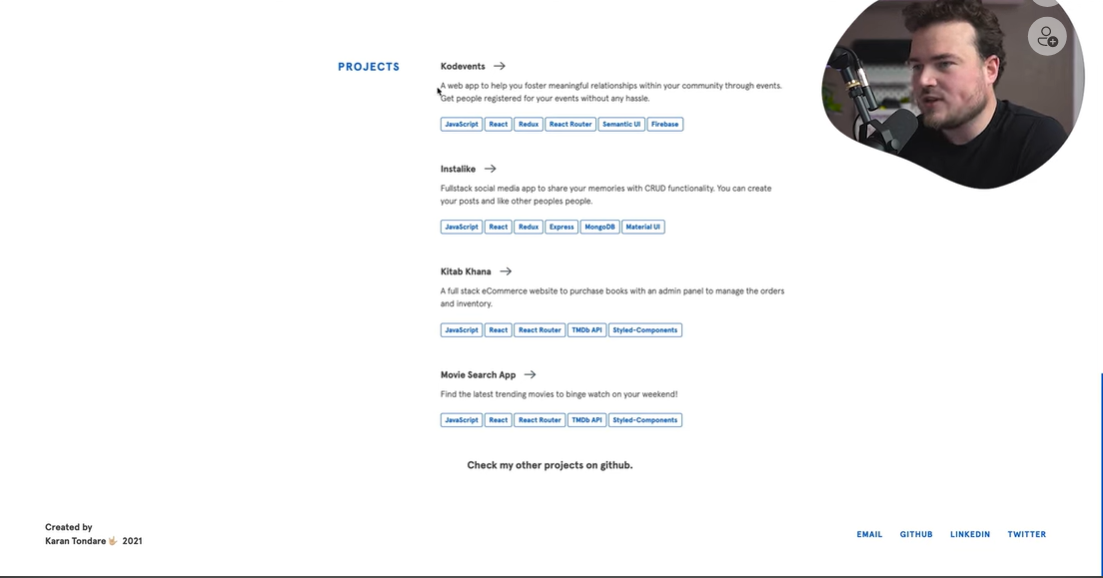 PROJECTS
Kodevents
A web app to help you foster meaningful relationships within your community through events.
Get people registered for your events without any hassle.
JavaScript React Redux React Router Semantic UI Firebase
Instalike
Fullstack social media app to share your memories with CRUD functionality. You can create
your posts and like other peoples people.
JavaScript React Redux Express MongoDB Material UI
Kitab Khana
A full stack eCommerce website to purchase books with an admin panel to manage the orders
and inventory.
JavaScript React React Router TMDb API Styled-Components
Movie Search App
Find the latest trending movies to binge watch on your weekend!
JavaScript React React Router TMDb API Styled-Components
Check my other projects on github.
Created by
Karan Tondare 🤟🏼 2021
EMAIL GITHUB LINKEDIN TWITTER